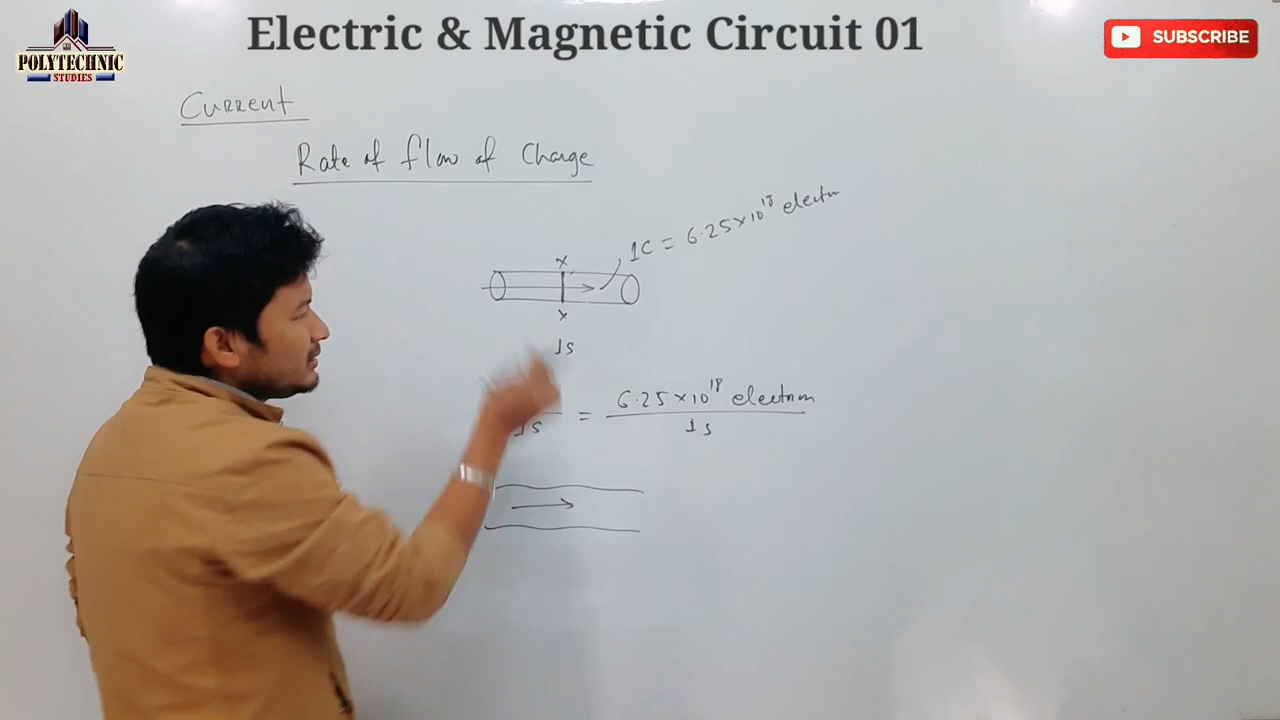 Electric & Magnetic Circuit 01
POLYTECHNIC
STUDIES
SUBSCRIBE
Current
Rate of flow of Charge
1C = 6.25×10¹⁸ electron
x
x
1s
= 6.25×10¹⁸ electron
1s
1s